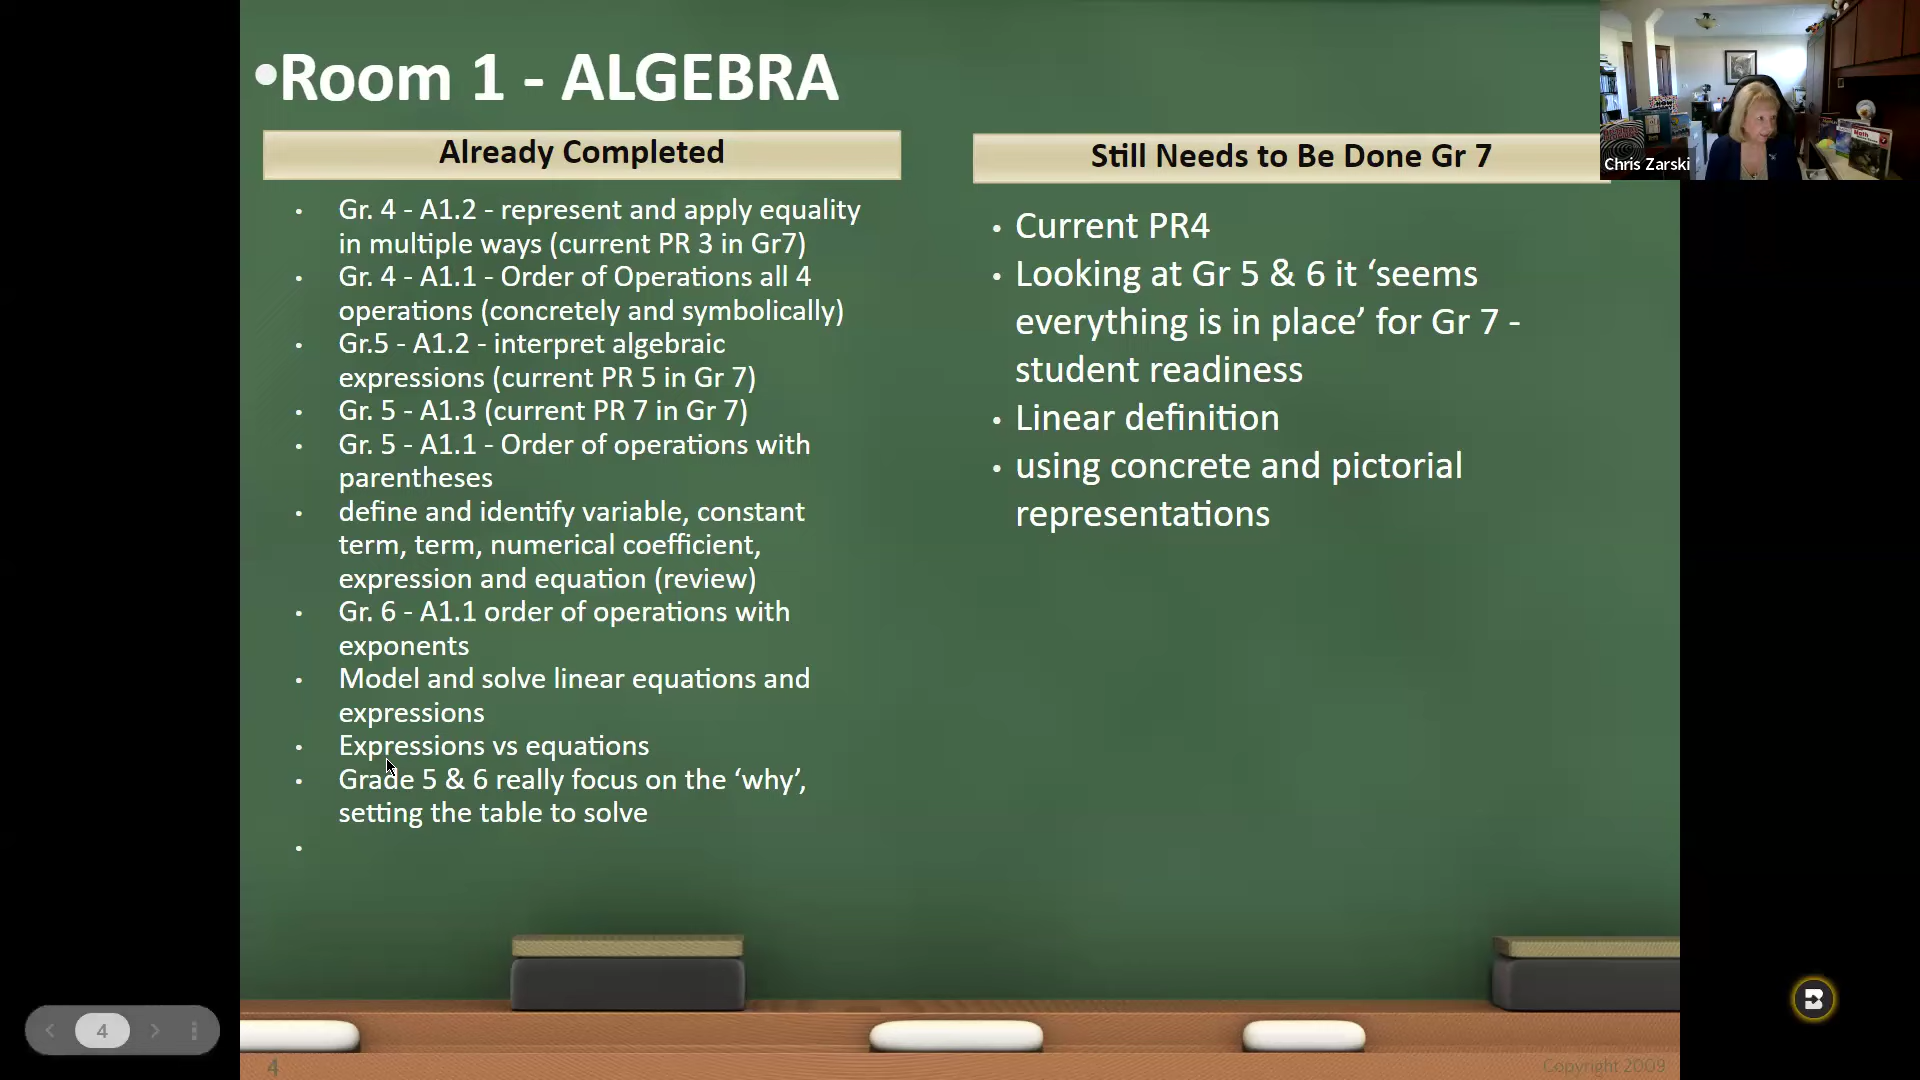 •Room 1 - ALGEBRA
Already Completed
• Gr. 4 - A1.2 - represent and apply equality
in multiple ways (current PR 3 in Gr7)
• Gr. 4 - A1.1 - Order of Operations all 4
operations (concretely and symbolically)
• Gr.5 - A1.2 - interpret algebraic
expressions (current PR 5 in Gr 7)
• Gr. 5 - A1.3 (current PR 7 in Gr 7)
• Gr. 5 - A1.1 - Order of operations with
parentheses
• define and identify variable, constant
term, term, numerical coefficient,
expression and equation (review)
• Gr. 6 - A1.1 order of operations with
exponents
• Model and solve linear equations and
expressions
• Expressions vs equations
• Grade 5 & 6 really focus on the ‘why’,
setting the table to solve
•
Still Needs to Be Done Gr 7
• Current PR4
• Looking at Gr 5 & 6 it ‘seems
everything is in place’ for Gr 7 -
student readiness
• Linear definition
• using concrete and pictorial
representations
Chris Zarski
4
4
Copyright 2009